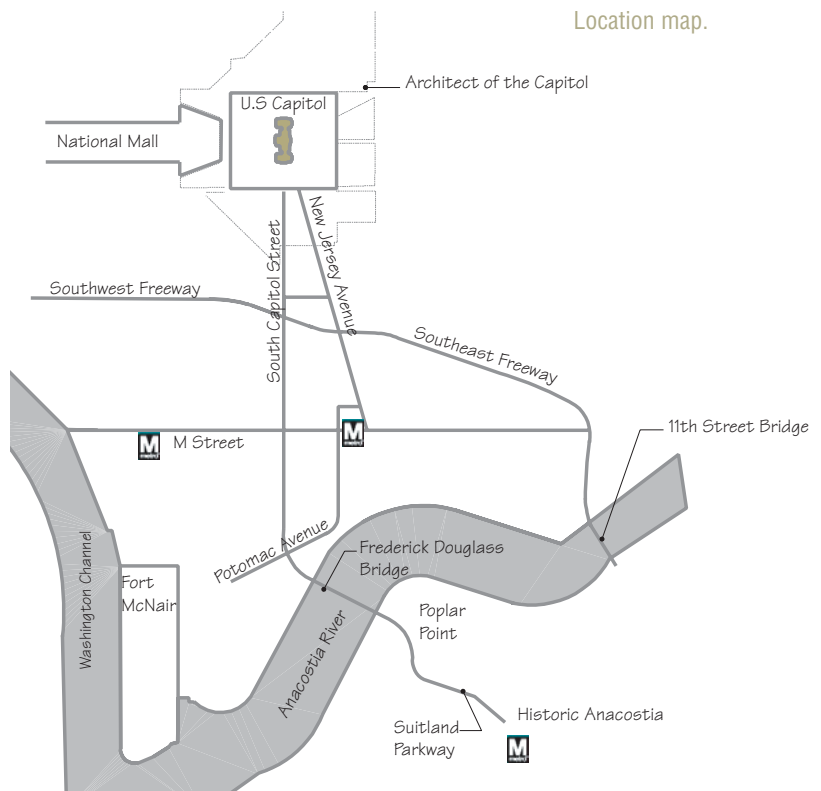 Location map.
Architect of the Capitol
U.S Capitol
National Mall
New Jersey Avenue
South Capitol Street
Southwest Freeway
Southeast Freeway
11th Street Bridge
M
M Street
M
Potomac Avenue
Frederick Douglass
Bridge
Washington Channel
Fort
McNair
Poplar
Point
Anacostia River
Historic Anacostia
Suitland
Parkway
M